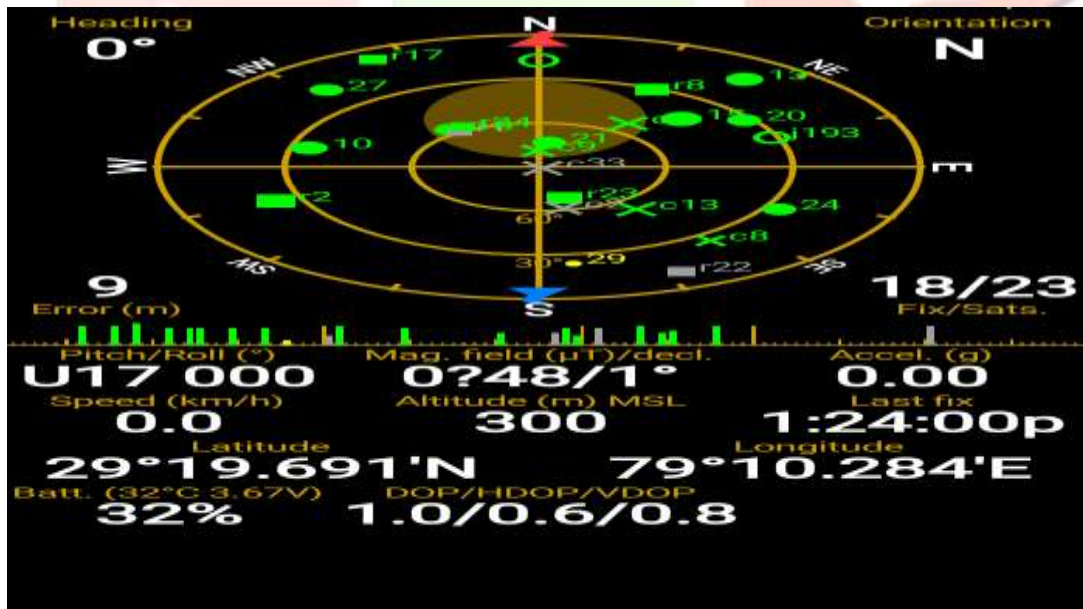 Heading Orientation
0° N N
NW NE
r17
27 r8 13
20
10 21 j193
W c33 E
r2 r23
60° c13 24
c8
30° 29 r22
SW SE
9 S 18/23
Error (m) Fix/Sats.
Pitch/Roll (°) Mag. field (µT)/decl. Accel. (g)
U17 000 0?48/1° 0.00
Speed (km/h) Altitude (m) MSL Last fix
0.0 300 1:24:00p
Latitude Longitude
29°19.691'N 79°10.284'E
Batt. (32°C 3.67V) DOP/HDOP/VDOP
32% 1.0/0.6/0.8